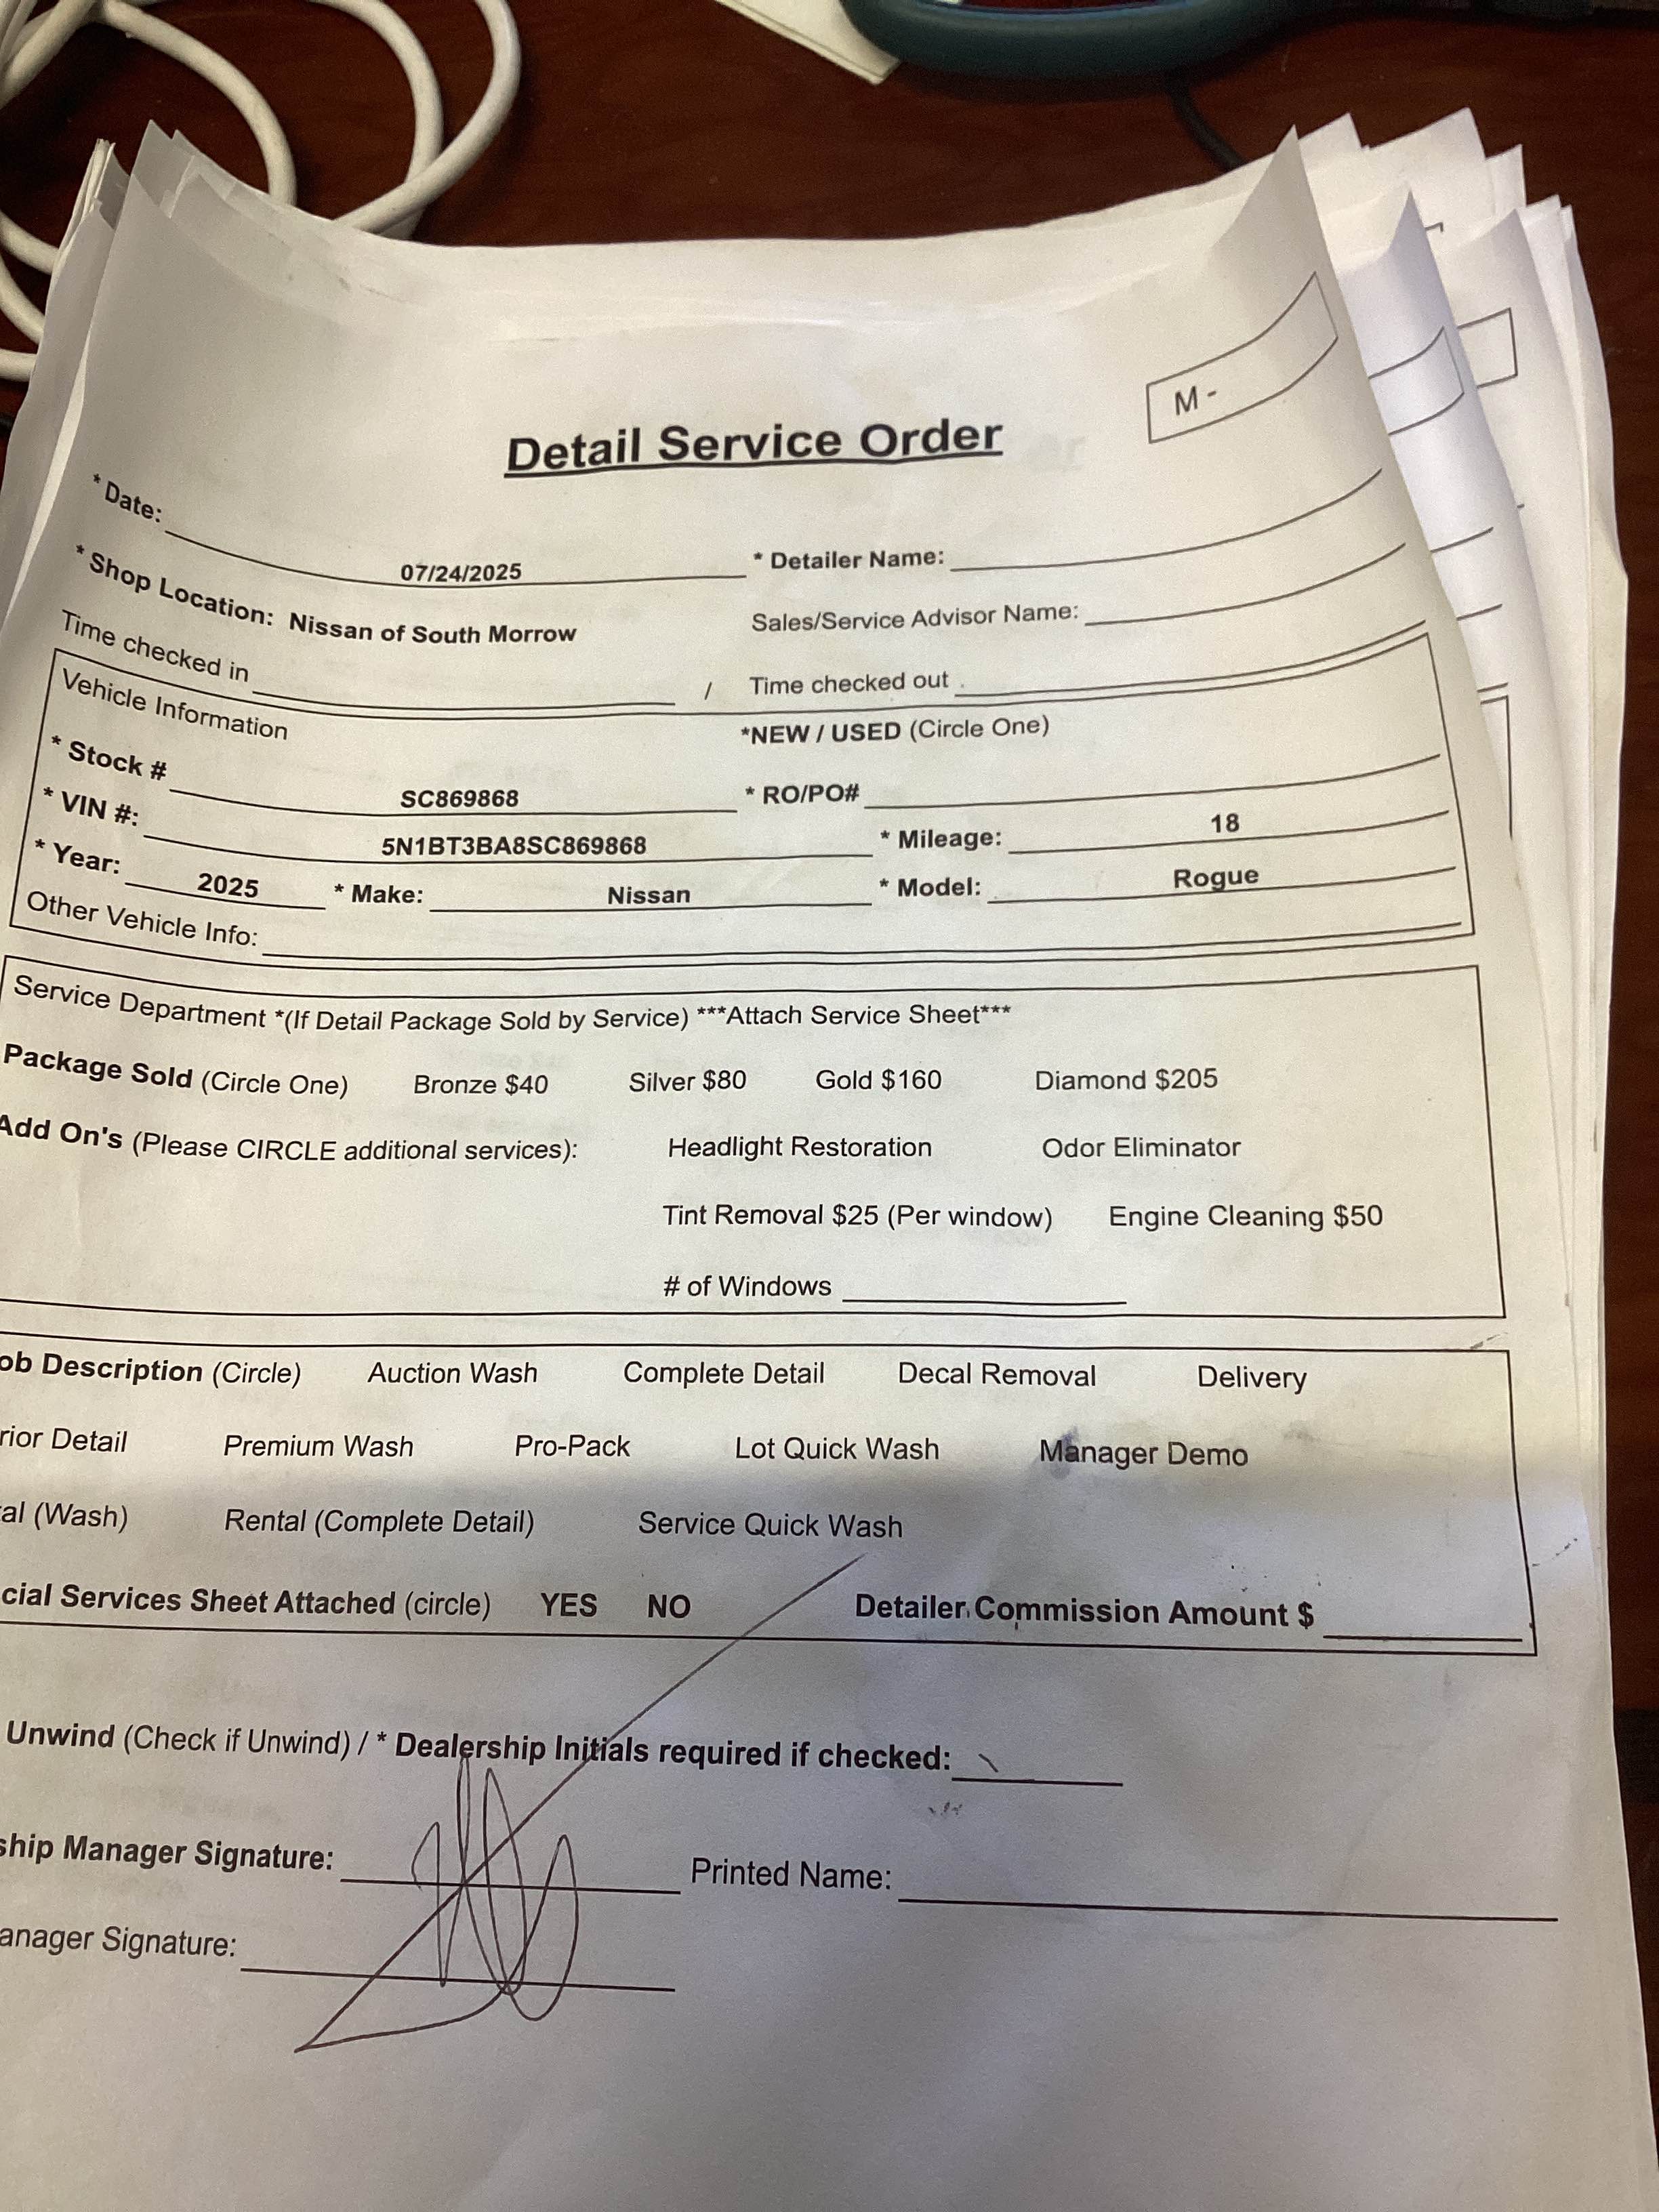 M -
Detail Service Order
* Date: 07/24/2025 * Detailer Name:
* Shop Location: Nissan of South Morrow Sales/Service Advisor Name:
Time checked in / Time checked out
Vehicle Information *NEW / USED (Circle One)
* Stock # SC869868 * RO/PO#
* VIN #: 5N1BT3BA8SC869868 * Mileage: 18
* Year: 2025 * Make: Nissan * Model: Rogue
Other Vehicle Info:
Service Department *(If Detail Package Sold by Service) ***Attach Service Sheet***
Package Sold (Circle One) Bronze $40 Silver $80 Gold $160 Diamond $205
Add On's (Please CIRCLE additional services): Headlight Restoration Odor Eliminator
Tint Removal $25 (Per window) Engine Cleaning $50
# of Windows
ob Description (Circle) Auction Wash Complete Detail Decal Removal Delivery
rior Detail Premium Wash Pro-Pack Lot Quick Wash Manager Demo
al (Wash) Rental (Complete Detail) Service Quick Wash
cial Services Sheet Attached (circle) YES NO Detailer Commission Amount $
Unwind (Check if Unwind) / * Dealership Initials required if checked:
ship Manager Signature: Printed Name:
anager Signature: